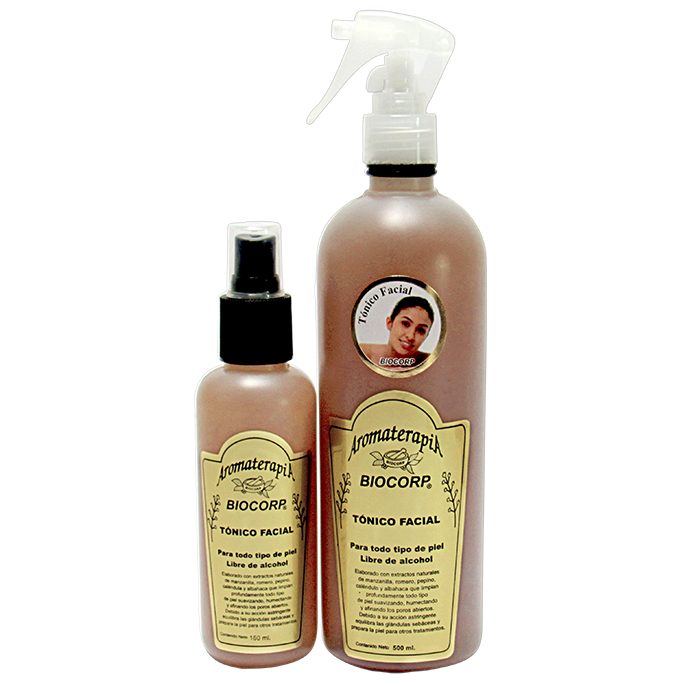 AromaterapiA
BIOCORP.
TÓNICO FACIAL
Para todo tipo de piel
Libre de alcohol
Elaborado con extractos naturales
de manzanilla, romero, pepino,
caléndula y albahaca que limpian
profundamente todo tipo
de piel suavizando, humectando
y afinando los poros abiertos.
Debido a su acción astringente
equilibra las glándulas sebáceas y
prepara la piel para otros tratamientos.
Contenido Neto 150 ml.
Tónico Facial
BIOCORP
AromaterapiA
BIOCORP
BIOCORP®
TÓNICO FACIAL
Para todo tipo de piel
Libre de alcohol
Elaborado con extractos naturales
de manzanilla, romero, pepino,
caléndula y albahaca que limpian
profundamente todo tipo
de piel suavizando, humectando
y afinando los poros abiertos.
Debido a su acción astringente
equilibra las glándulas sebáceas y
prepara la piel para otros tratamientos.
Contenido Neto 500 ml.